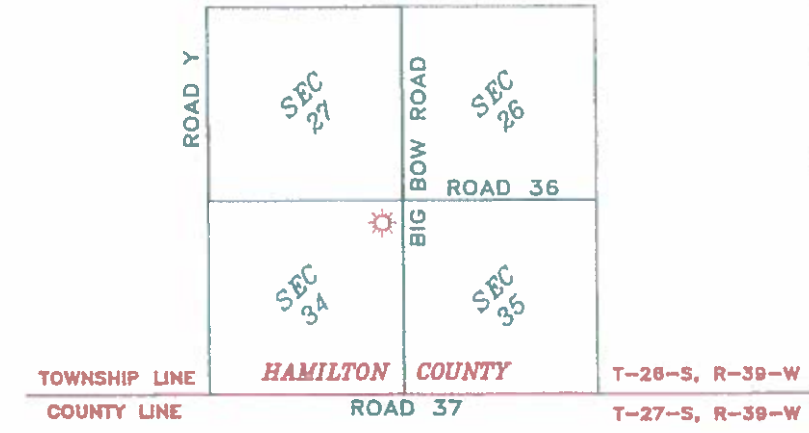 ROAD Y
SEC
27
BIG BOW ROAD
SEC
26
ROAD 36
SEC
34
SEC
35
TOWNSHIP LINE
HAMILTON COUNTY
T-26-S, R-39-W
COUNTY LINE
ROAD 37
T-27-S, R-39-W